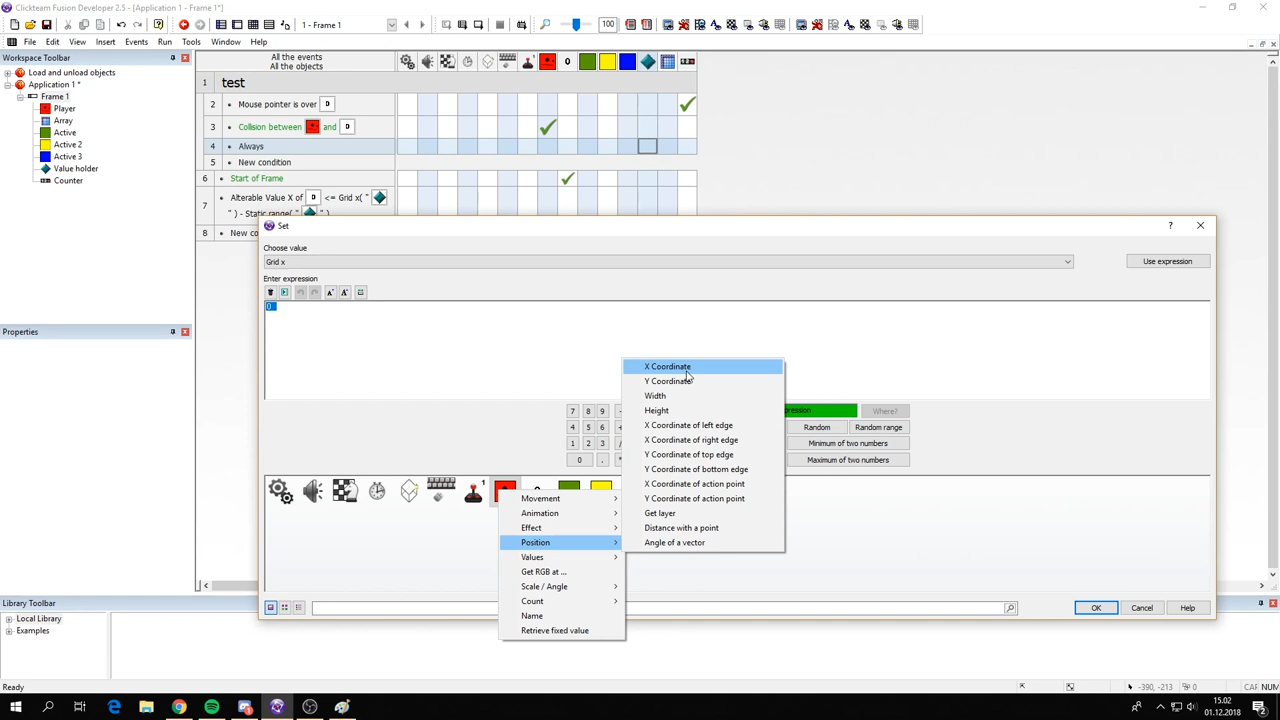 Clickteam Fusion Developer 2.5 - [Application 1 - Frame 1]
100
1 - Frame 1
File Edit View Insert Events Run Tools Window Help
Workspace Toolbar
Load and unload objects
Application 1 *
Frame 1
Player
Array
Active
Active 2
Active 3
Value holder
Counter
Properties
Library Toolbar
Local Library
Examples
All the events
All the objects
0
1 test
2 • Mouse pointer is over 0
3 • Collision between and 0
4 • Always
5 • New condition
6 • Start of Frame
7 • Alterable Value X of 0 <= Grid x( "
" ) - Static range( " " )
8 • New co
Set
?
Choose value
Grid x
Use expression
Enter expression
0
X Coordinate
Y Coordinate
Width
Height
X Coordinate of left edge
X Coordinate of right edge
Y Coordinate of top edge
Y Coordinate of bottom edge
X Coordinate of action point
Y Coordinate of action point
Get layer
Distance with a point
Angle of a vector
7 8 9
4 5 6 +
1 2 3 /
0 .
Where?
Random Random range
Minimum of two numbers
Maximum of two numbers
Movement
Animation
Effect
Position
Values
Get RGB at ...
Scale / Angle
Count
Name
Retrieve fixed value
OK Cancel Help
Ready
-390, -213
0
NUM
15.02
01.12.2018
2